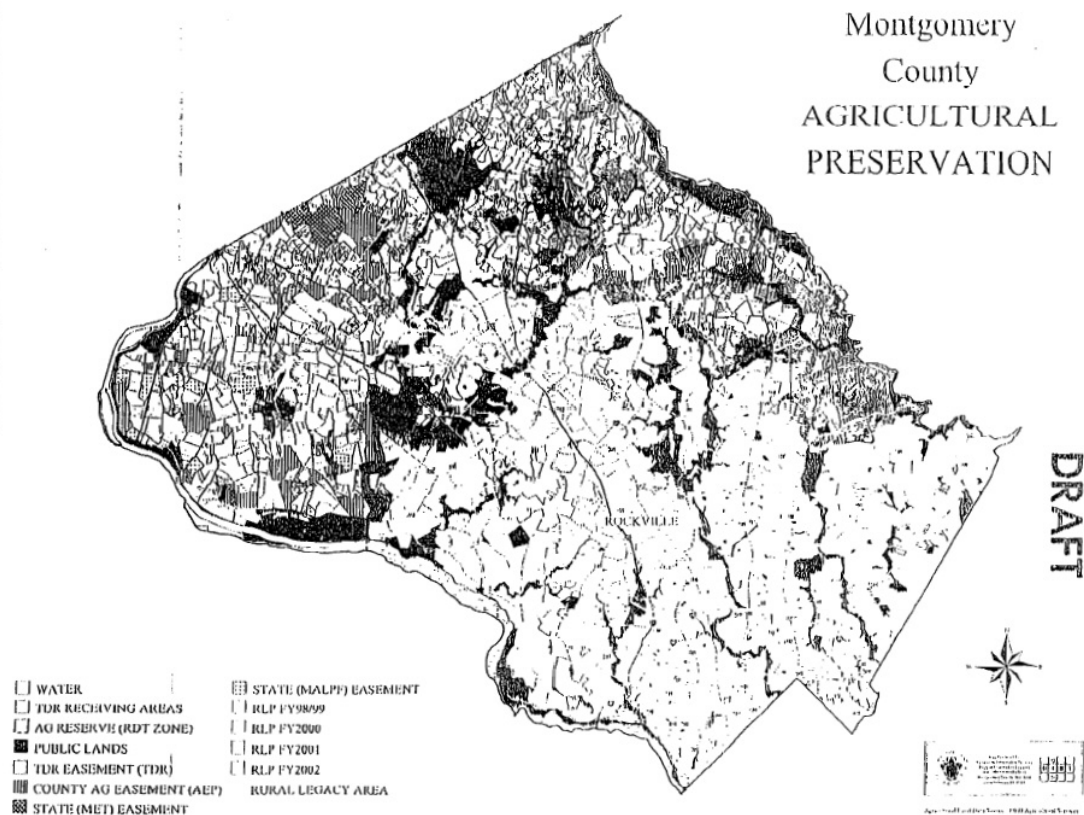 Montgomery
County
AGRICULTURAL
PRESERVATION
ROCKVILLE
DRAFT
N
WATER
TDR RECEIVING AREAS
AG RESERVE (RDT ZONE)
PUBLIC LANDS
TDR EASEMENT (TDR)
COUNTY AG EASEMENT (AEP)
STATE (MET) EASEMENT
STATE (MALPF) EASEMENT
RLP FY98/99
RLP FY2000
RLP FY2001
RLP FY2002
RURAL LEGACY AREA